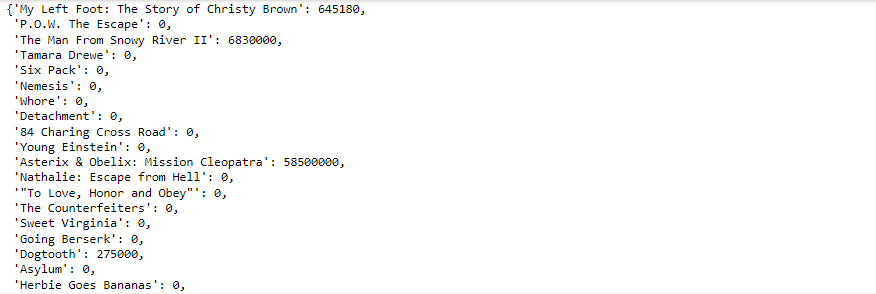 {'My Left Foot: The Story of Christy Brown': 645180,
'P.O.W. The Escape': 0,
'The Man From Snowy River II': 6830000,
'Tamara Drewe': 0,
'Six Pack': 0,
'Nemesis': 0,
'Whore': 0,
'Detachment': 0,
'84 Charing Cross Road': 0,
'Young Einstein': 0,
'Asterix & Obelix: Mission Cleopatra': 58500000,
'Nathalie: Escape from Hell': 0,
'"To Love, Honor and Obey"': 0,
'The Counterfeiters': 0,
'Sweet Virginia': 0,
'Going Berserk': 0,
'Dogtooth': 275000,
'Asylum': 0,
'Herbie Goes Bananas': 0,